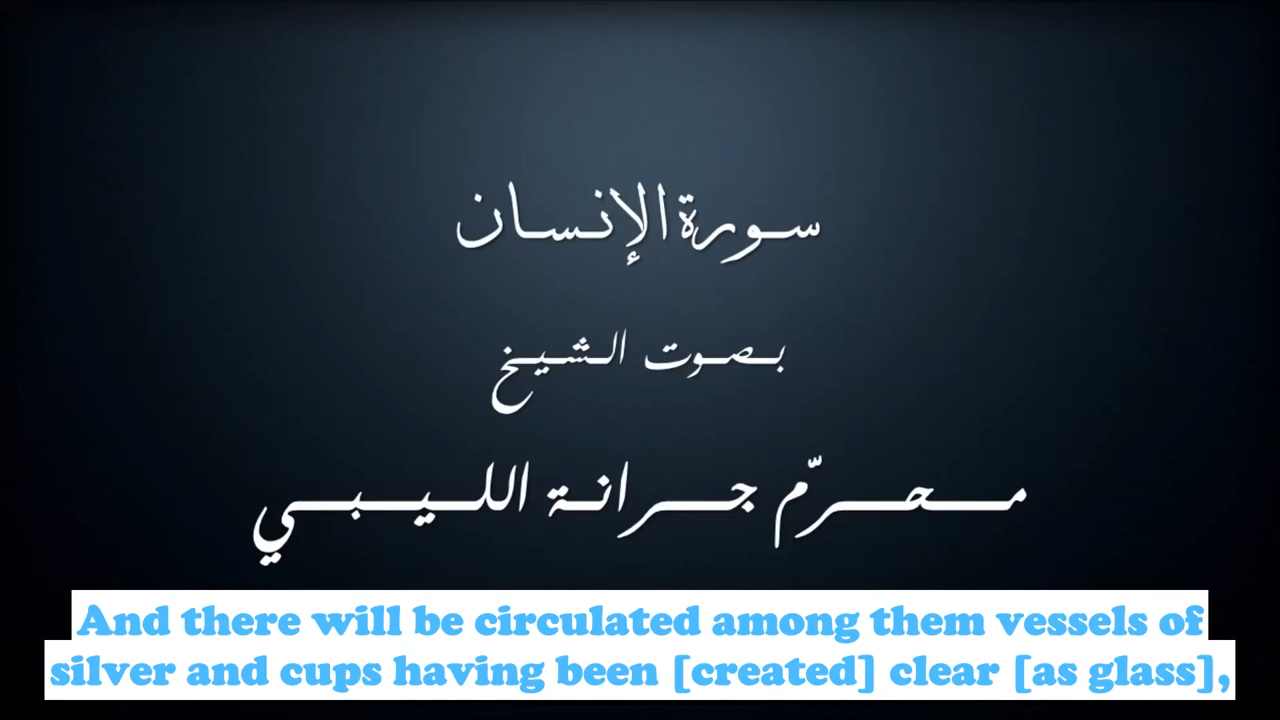 سورة الإنسان
بصوت الشيخ
محرّم جرانة الليبي
And there will be circulated among them vessels of
silver and cups having been [created] clear [as glass],